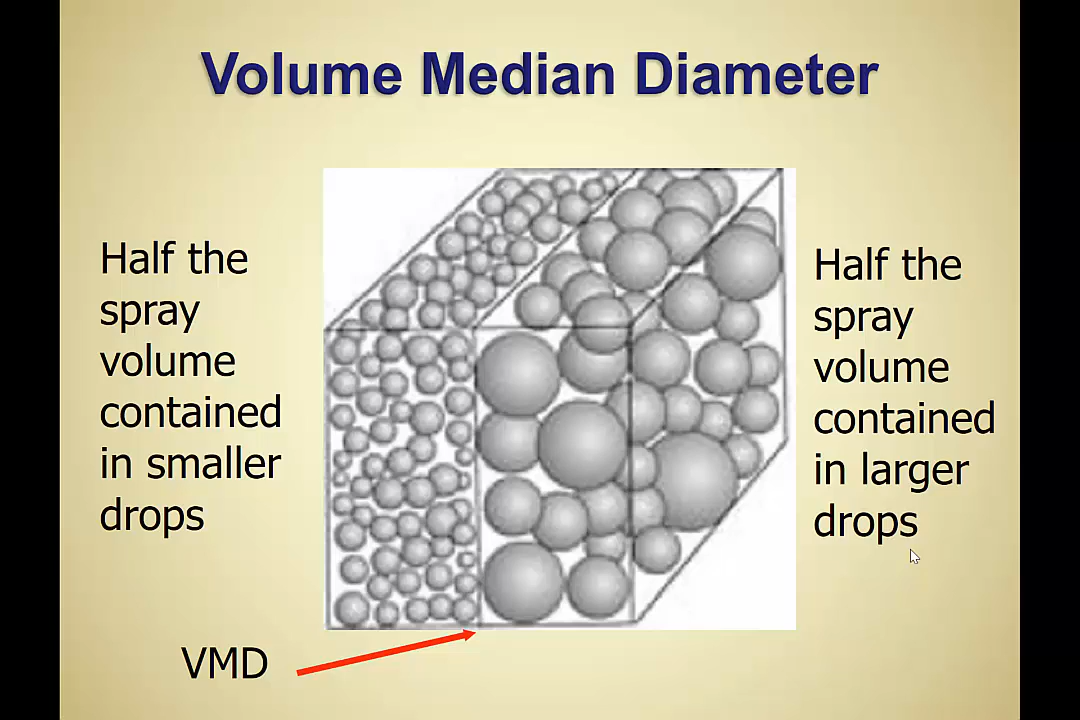 Volume Median Diameter
Half the
spray
volume
contained
in smaller
drops
Half the
spray
volume
contained
in larger
drops
VMD